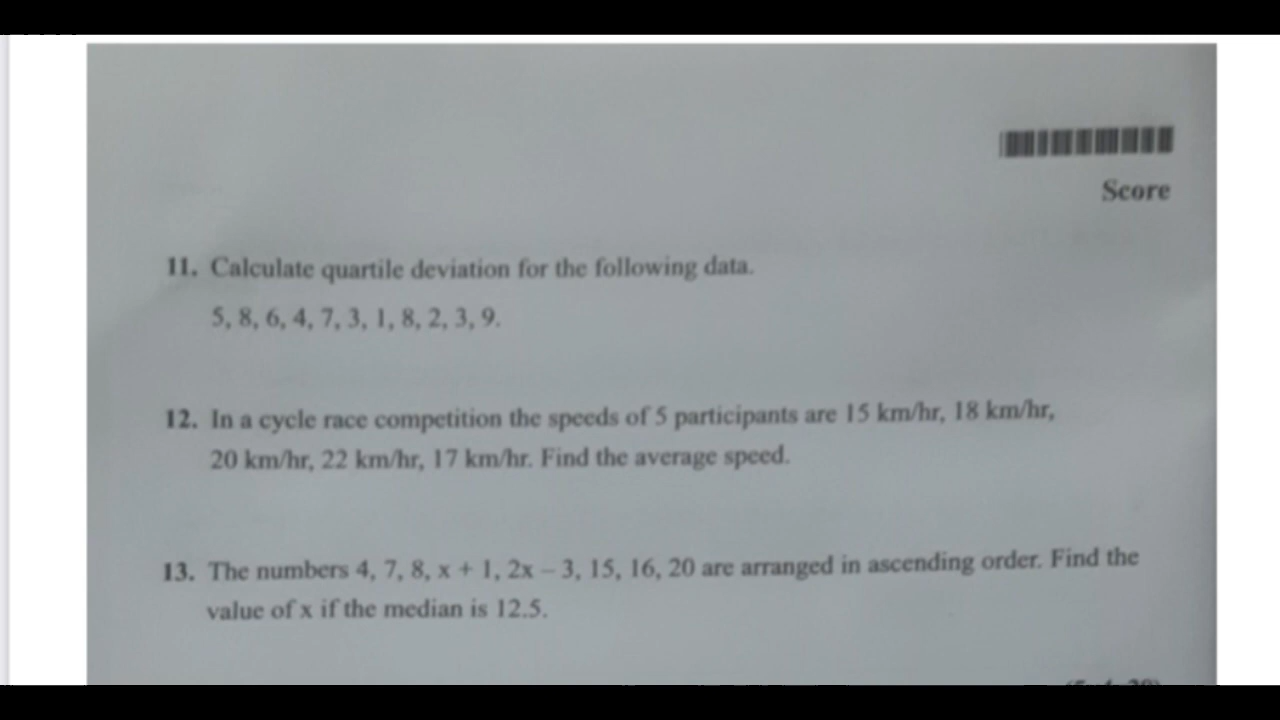 Score
11. Calculate quartile deviation for the following data.
5, 8, 6, 4, 7, 3, 1, 8, 2, 3, 9.
12. In a cycle race competition the speeds of 5 participants are 15 km/hr, 18 km/hr,
20 km/hr, 22 km/hr, 17 km/hr. Find the average speed.
13. The numbers 4, 7, 8, x + 1, 2x – 3, 15, 16, 20 are arranged in ascending order. Find the
value of x if the median is 12.5.